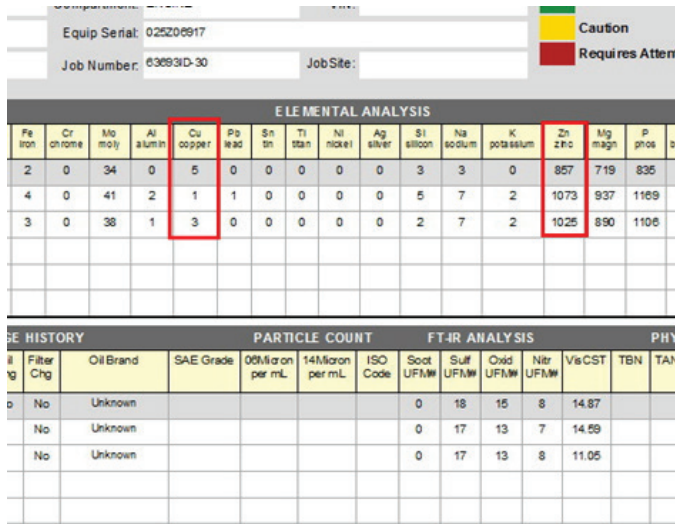 Equip Serial: 025Z06917
Caution
Requires Atten
Job Number: 63693ID-30 Job Site:
ELEMENTAL ANALYSIS
Fe Iron Cr chrome Mo moly Al alumin Cu copper Pb lead Sn tin Ti titan Ni nickel Ag silver Si silicon Na sodium K potassium Zn zinc Mg magn P phos
2 0 34 0 5 0 0 0 0 0 3 3 0 857 719 835
4 0 41 2 1 1 0 0 0 0 5 7 2 1073 937 1169
3 0 38 1 3 0 0 0 0 0 2 7 2 1025 890 1106
GE HISTORY PARTICLE COUNT FT-IR ANALYSIS PHY
Filter Chg Oil Brand SAE Grade 06Micron per mL 14Micron per mL ISO Code Soot UFM# Sulf UFM# Oxid UFM# Nitr UFM# Vis CST TBN TAN
No Unknown 0 18 15 8 14.87
No Unknown 0 17 13 7 14.59
No Unknown 0 17 13 8 11.05